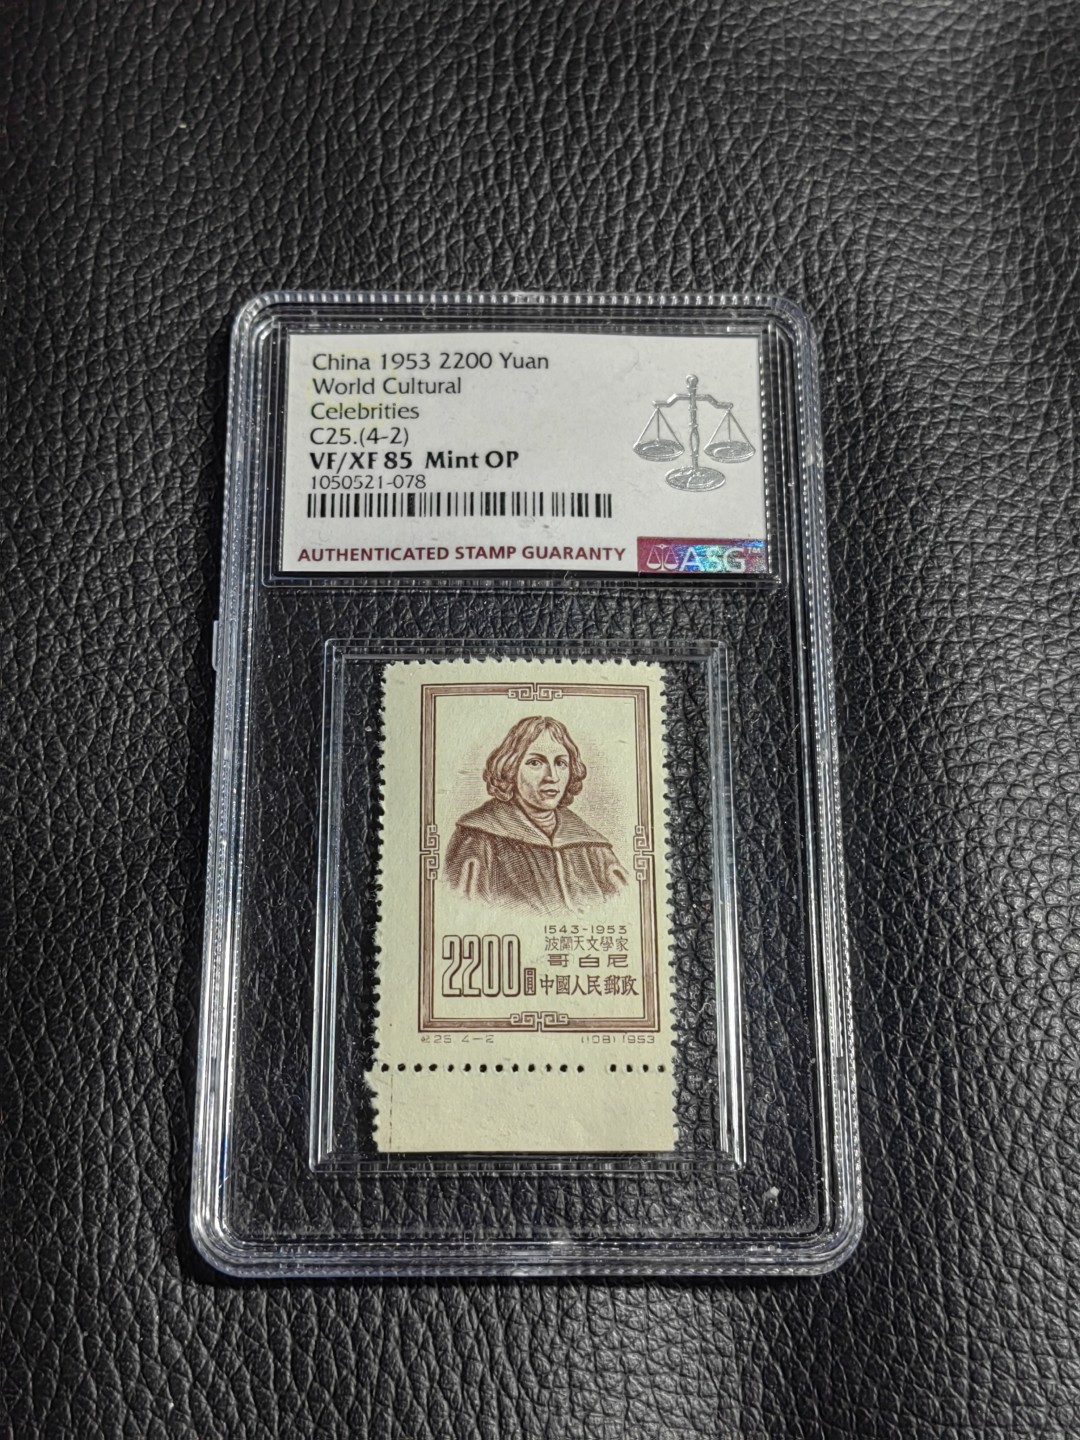 China 1953 2200 Yuan
World Cultural
Celebrities
C25.(4-2)
VF/XF 85 Mint OP
1050521-078
AUTHENTICATED STAMP GUARANTY
ASG™
1543-1953
波蘭天文學家
哥白尼
2200圓 中國人民郵政
紀25. 4-2 (108) 1953